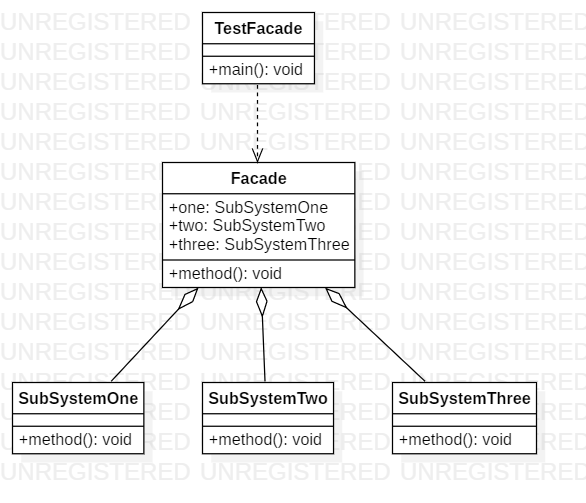 TestFacade
+main(): void
Facade
+one: SubSystemOne
+two: SubSystemTwo
+three: SubSystemThree
+method(): void
SubSystemOne
+method(): void
SubSystemTwo
+method(): void
SubSystemThree
+method(): void
UNREGISTERED